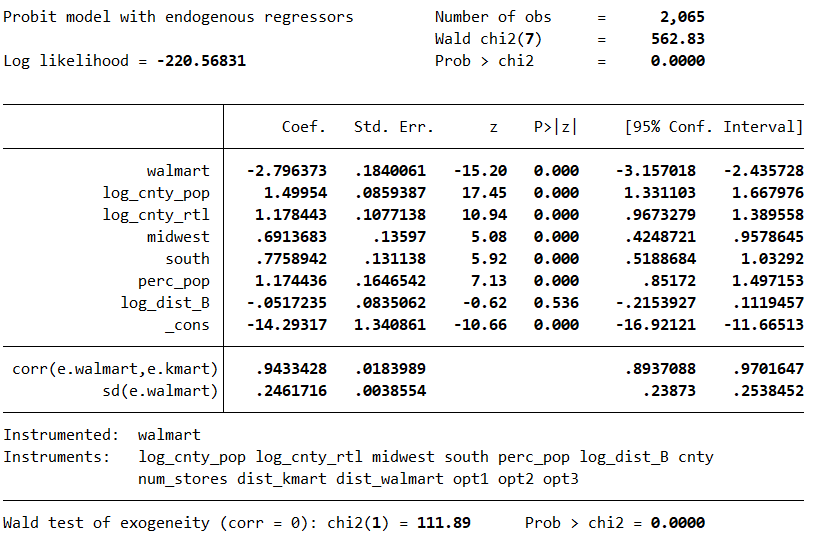 Probit model with endogenous regressors Number of obs = 2,065
Wald chi2(7) = 562.83
Log likelihood = -220.56831 Prob > chi2 = 0.0000
Coef. Std. Err. z P>|z| [95% Conf. Interval]
walmart -2.796373 .1840061 -15.20 0.000 -3.157018 -2.435728
log_cnty_pop 1.49954 .0859387 17.45 0.000 1.331103 1.667976
log_cnty_rtl 1.178443 .1077138 10.94 0.000 .9673279 1.389558
midwest .6913683 .13597 5.08 0.000 .4248721 .9578645
south .7758942 .131138 5.92 0.000 .5188684 1.03292
perc_pop 1.174436 .1646542 7.13 0.000 .85172 1.497153
log_dist_B -.0517235 .0835062 -0.62 0.536 -.2153927 .1119457
_cons -14.29317 1.340861 -10.66 0.000 -16.92121 -11.66513
corr(e.walmart,e.kmart) .9433428 .0183989 .8937088 .9701647
sd(e.walmart) .2461716 .0038554 .23873 .2538452
Instrumented: walmart
Instruments: log_cnty_pop log_cnty_rtl midwest south perc_pop log_dist_B cnty
num_stores dist_kmart dist_walmart opt1 opt2 opt3
Wald test of exogeneity (corr = 0): chi2(1) = 111.89 Prob > chi2 = 0.0000